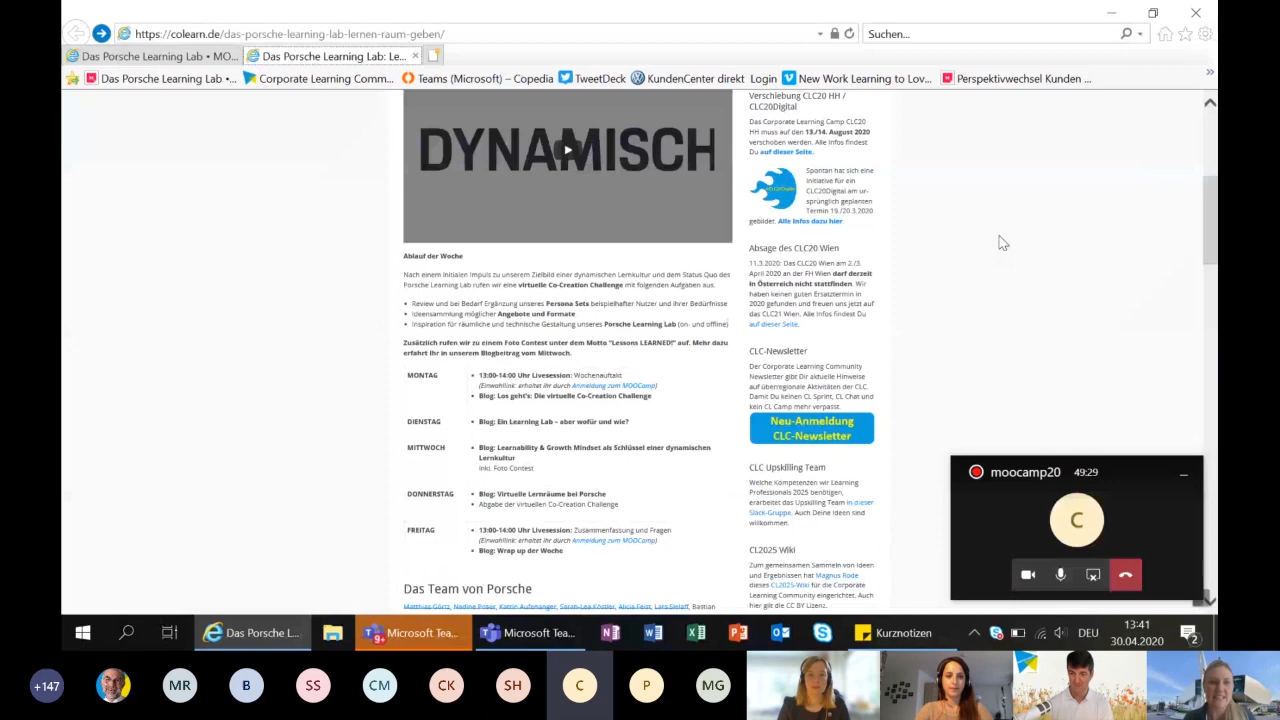 https://colearn.de/das-porsche-learning-lab-lernen-raum-geben/
Suchen...
Das Porsche Learning Lab • MO...
Das Porsche Learning Lab: Le...
Das Porsche Learning Lab •...
Corporate Learning Comm...
Teams (Microsoft) – Copedia
TweetDeck
KundenCenter direkt
Login
New Work Learning to Lov...
Perspektivwechsel Kunden ...
DYNAMISCH
Ablauf der Woche
Nach einem initialen Impuls zu unserem Zielbild einer dynamischen Lernkultur und dem Status Quo des
Porsche Learning Lab rufen wir eine virtuelle Co-Creation Challenge mit folgenden Aufgaben aus.
Review und bei Bedarf Ergänzung unseres Persona Sets beispielhafter Nutzer und ihrer Bedürfnisse
Ideensammlung möglicher Angebote und Formate
Inspiration für räumliche und technische Gestaltung unseres Porsche Learning Lab (on- und offline)
Zusätzlich rufen wir zu einem Foto Contest unter dem Motto "Lessons LEARNED!" auf. Mehr dazu
erfahrt Ihr in unserem Blogbeitrag vom Mittwoch.
MONTAG
13:00-14:00 Uhr Livesession: Wochenauftakt
(Einwahllink: erhaltet ihr durch Anmeldung zum MOOCamp)
Blog: Los geht's: Die virtuelle Co-Creation Challenge
DIENSTAG
Blog: Ein Learning Lab – aber wofür und wie?
MITTWOCH
Blog: Learnability & Growth Mindset als Schlüssel einer dynamischen
Lernkultur
inkl. Foto Contest
DONNERSTAG
Blog: Virtuelle Lernräume bei Porsche
Abgabe der virtuellen Co-Creation Challenge
FREITAG
13:00-14:00 Uhr Livesession: Zusammenfassung und Fragen
(Einwahllink: erhaltet ihr durch Anmeldung zum MOOCamp)
Blog: Wrap up der Woche
Das Team von Porsche
Matthias Görtz, Nadine Poser, Katrin Aufenanger, Sarah-Lea Köstler, Alicia Feist, Lars Sielaff, Bastian
Verschiebung CLC20 HH /
CLC20Digital
Das Corporate Learning Camp CLC20
HH muss auf den 13./14. August 2020
verschoben werden. Alle Infos findest
Du auf dieser Seite.
Spontan hat sich eine
Initiative für ein
CLC20Digital am ur-
sprünglich geplanten
Termin 19./20.3.2020
gebildet. Alle Infos dazu hier.
Absage des CLC20 Wien
11.3.2020: Das CLC20 Wien am 2./3.
April 2020 an der FH Wien darf derzeit
in Österreich nicht stattfinden. Wir
haben keinen guten Ersatztermin in
2020 gefunden und freuen uns jetzt auf
das CLC21 Wien. Alle Infos findest Du
auf dieser Seite.
CLC-Newsletter
Der Corporate Learning Community
Newsletter gibt Dir aktuelle Hinweise
auf überregionale Aktivitäten der CLC.
Damit Du keinen CL Sprint, CL Chat und
kein CL Camp mehr verpasst.
Neu-Anmeldung
CLC-Newsletter
CLC Upskilling Team
Welche Kompetenzen wir Learning
Professionals 2025 benötigen,
erarbeitet das Upskilling Team in dieser
Slack-Gruppe. Auch Deine Ideen sind
willkommen.
CL2025 Wiki
Zum gemeinsamen Sammeln von Ideen
und Ergebnissen hat Magnus Rode
dieses CL2025-Wiki für die Corporate
Learning Community eingerichtet. Auch
hier gilt die CC BY Lizenz.
moocamp20
49:29
Das Porsche L...
9+
Microsoft Tea...
Microsoft Tea...
Kurznotizen
DEU
13:41
30.04.2020
2
+147
MR
B
SS
CM
CK
SH
C
P
MG